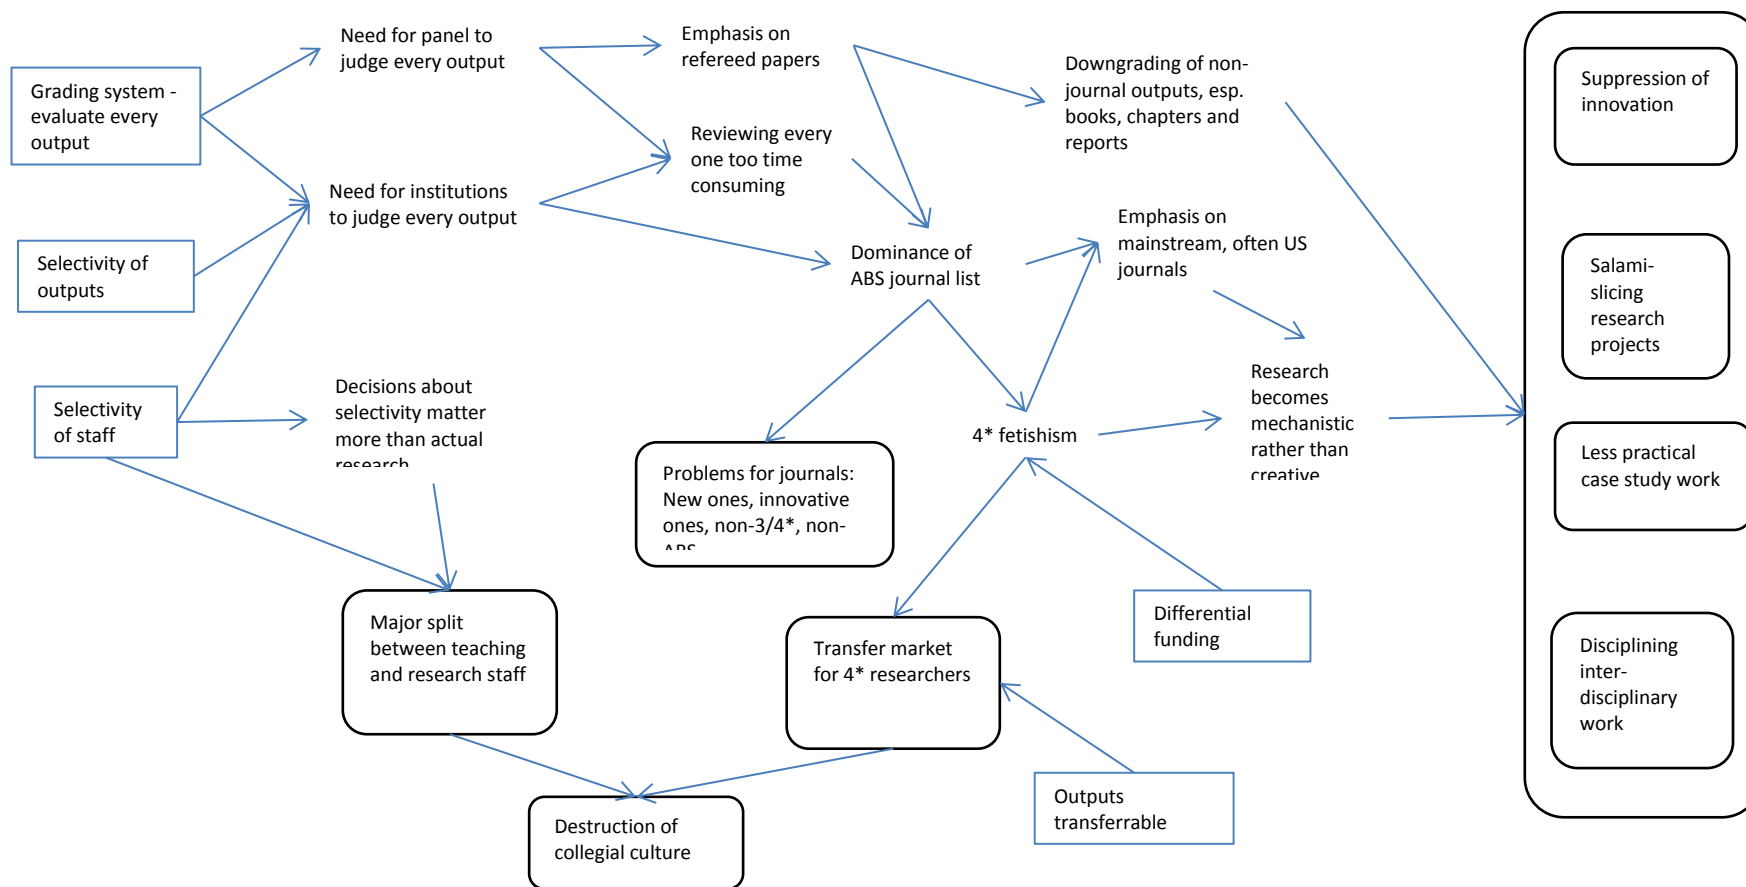 Grading system -
evaluate every
output
Selectivity of
outputs
Selectivity
of staff
Need for panel to
judge every output
Need for institutions
to judge every output
Decisions about
selectivity matter
more than actual
research
Emphasis on
refereed papers
Reviewing every
one too time
consuming
Dominance of
ABS journal list
Downgrading of non-
journal outputs, esp.
books, chapters and
reports
Emphasis on
mainstream, often US
journals
4* fetishism
Research
becomes
mechanistic
rather than
creative
Problems for journals:
New ones, innovative
ones, non-3/4*, non-
ABS
Major split
between teaching
and research staff
Transfer market
for 4* researchers
Differential
funding
Outputs
transferrable
Destruction of
collegial culture
Suppression of
innovation
Salami-
slicing
research
projects
Less practical
case study work
Disciplining
inter-
disciplinary
work